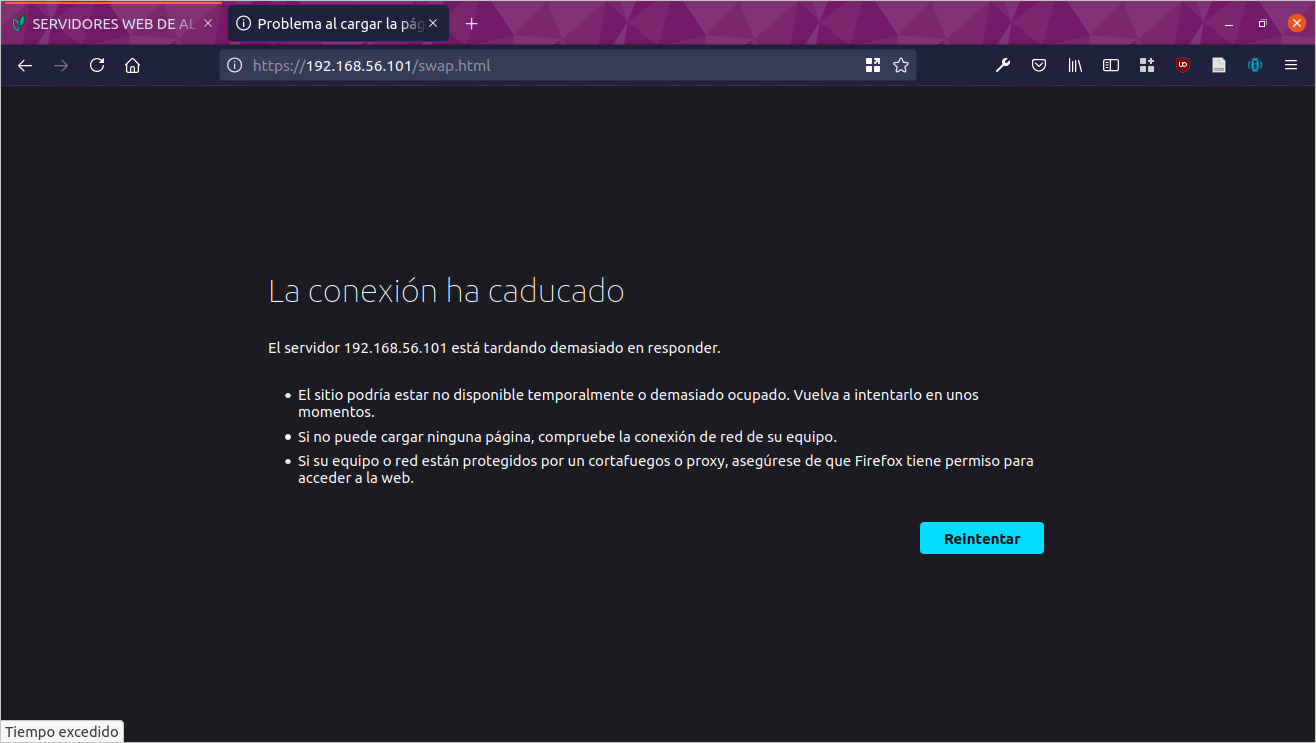 SERVIDORES WEB DE AL
Problema al cargar la pág
https://192.168.56.101/swap.html
La conexión ha caducado
El servidor 192.168.56.101 está tardando demasiado en responder.
El sitio podría estar no disponible temporalmente o demasiado ocupado. Vuelva a intentarlo en unos
momentos.
Si no puede cargar ninguna página, compruebe la conexión de red de su equipo.
Si su equipo o red están protegidos por un cortafuegos o proxy, asegúrese de que Firefox tiene permiso para
acceder a la web.
Reintentar
Tiempo excedido